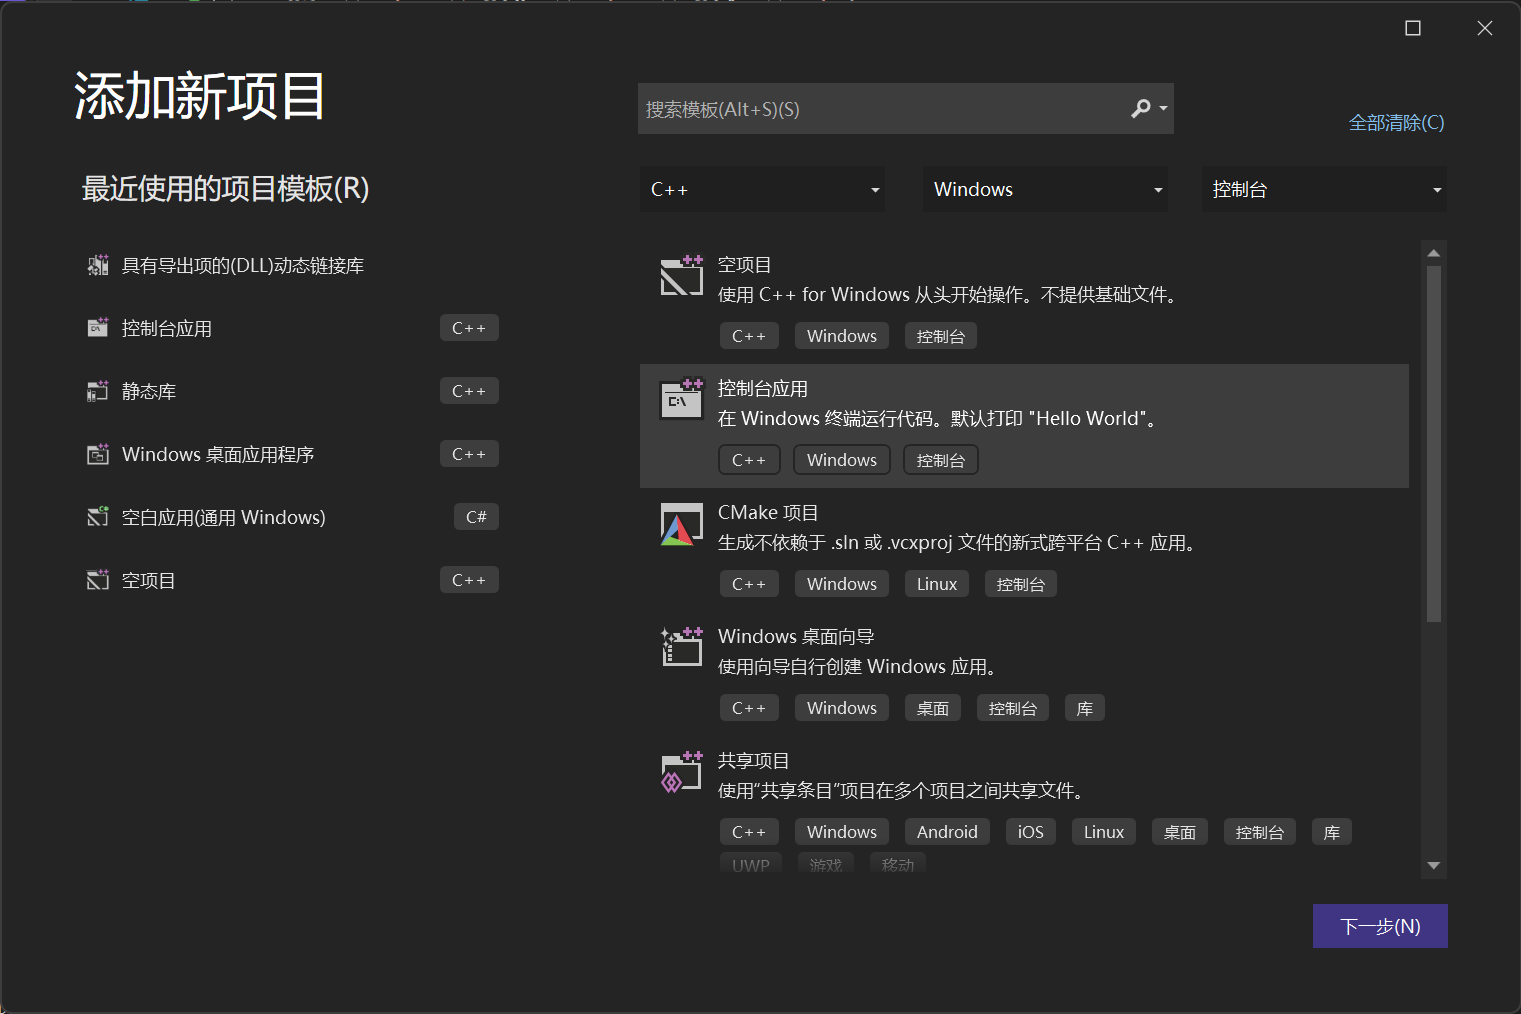 添加新项目
搜索模板(Alt+S)(S)
全部清除(C)
最近使用的项目模板(R)
C++
Windows
控制台
具有导出项的(DLL)动态链接库
控制台应用 C++
静态库 C++
Windows 桌面应用程序 C++
空白应用(通用 Windows) C#
空项目 C++
空项目
使用 C++ for Windows 从头开始操作。不提供基础文件。
C++ Windows 控制台
控制台应用
C:\
在 Windows 终端运行代码。默认打印 "Hello World"。
C++ Windows 控制台
CMake 项目
生成不依赖于 .sln 或 .vcxproj 文件的新式跨平台 C++ 应用。
C++ Windows Linux 控制台
Windows 桌面向导
使用向导自行创建 Windows 应用。
C++ Windows 桌面 控制台 库
共享项目
使用“共享条目”项目在多个项目之间共享文件。
C++ Windows Android iOS Linux 桌面 控制台 库
UWP 游戏 移动
下一步(N)